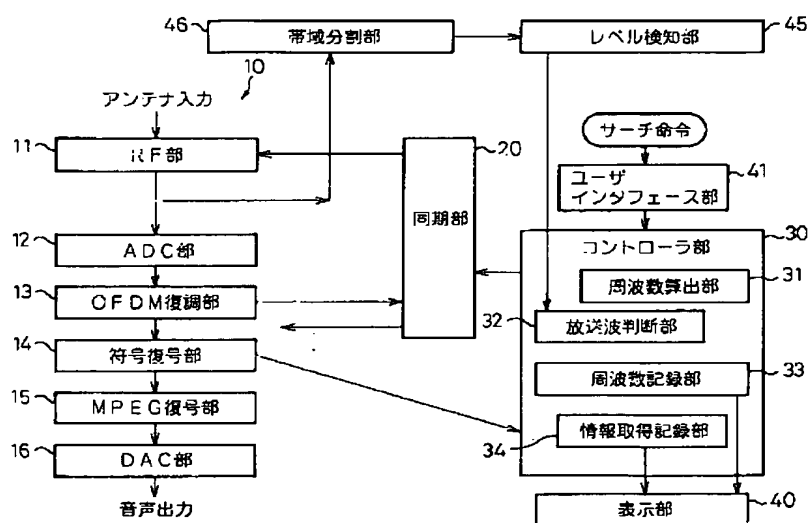 46
帯域分割部
レベル検知部
45
10
アンテナ入力
11
RF部
20
同期部
サーチ命令
ユーザ
インタフェース部
41
12
ADC部
13
OFDM復調部
14
符号復号部
15
MPEG復号部
16
DAC部
音声出力
30
コントローラ部
31
周波数算出部
32
放送波判断部
33
周波数記録部
34
情報取得記録部
表示部
40